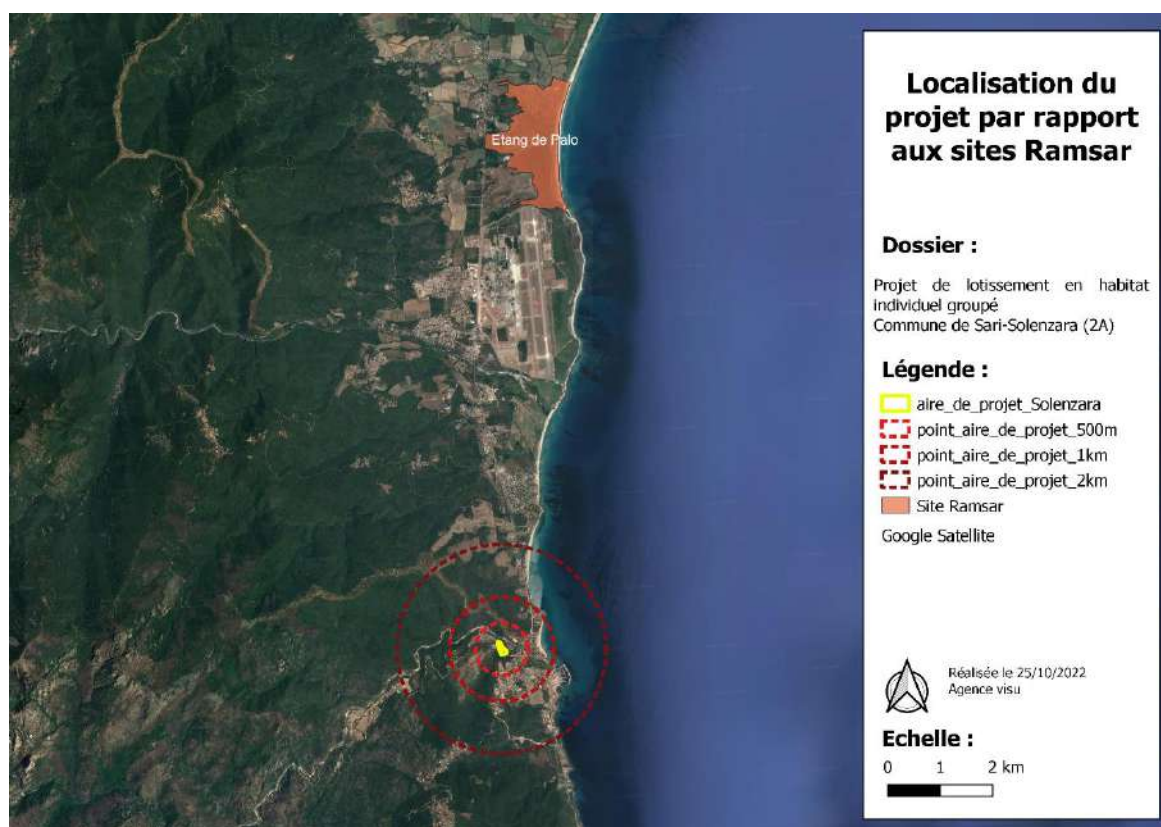 Etang de Palo
Localisation du
projet par rapport
aux sites Ramsar
Dossier :
Projet de lotissement en habitat
individuel groupé
Commune de Sari-Solenzara (2A)
Légende :
aire_de_projet_Solenzara
point_aire_de_projet_500m
point_aire_de_projet_1km
point_aire_de_projet_2km
Site Ramsar
Google Satellite
Réalisée le 25/10/2022
Agence visu
Echelle :
0 1 2 km